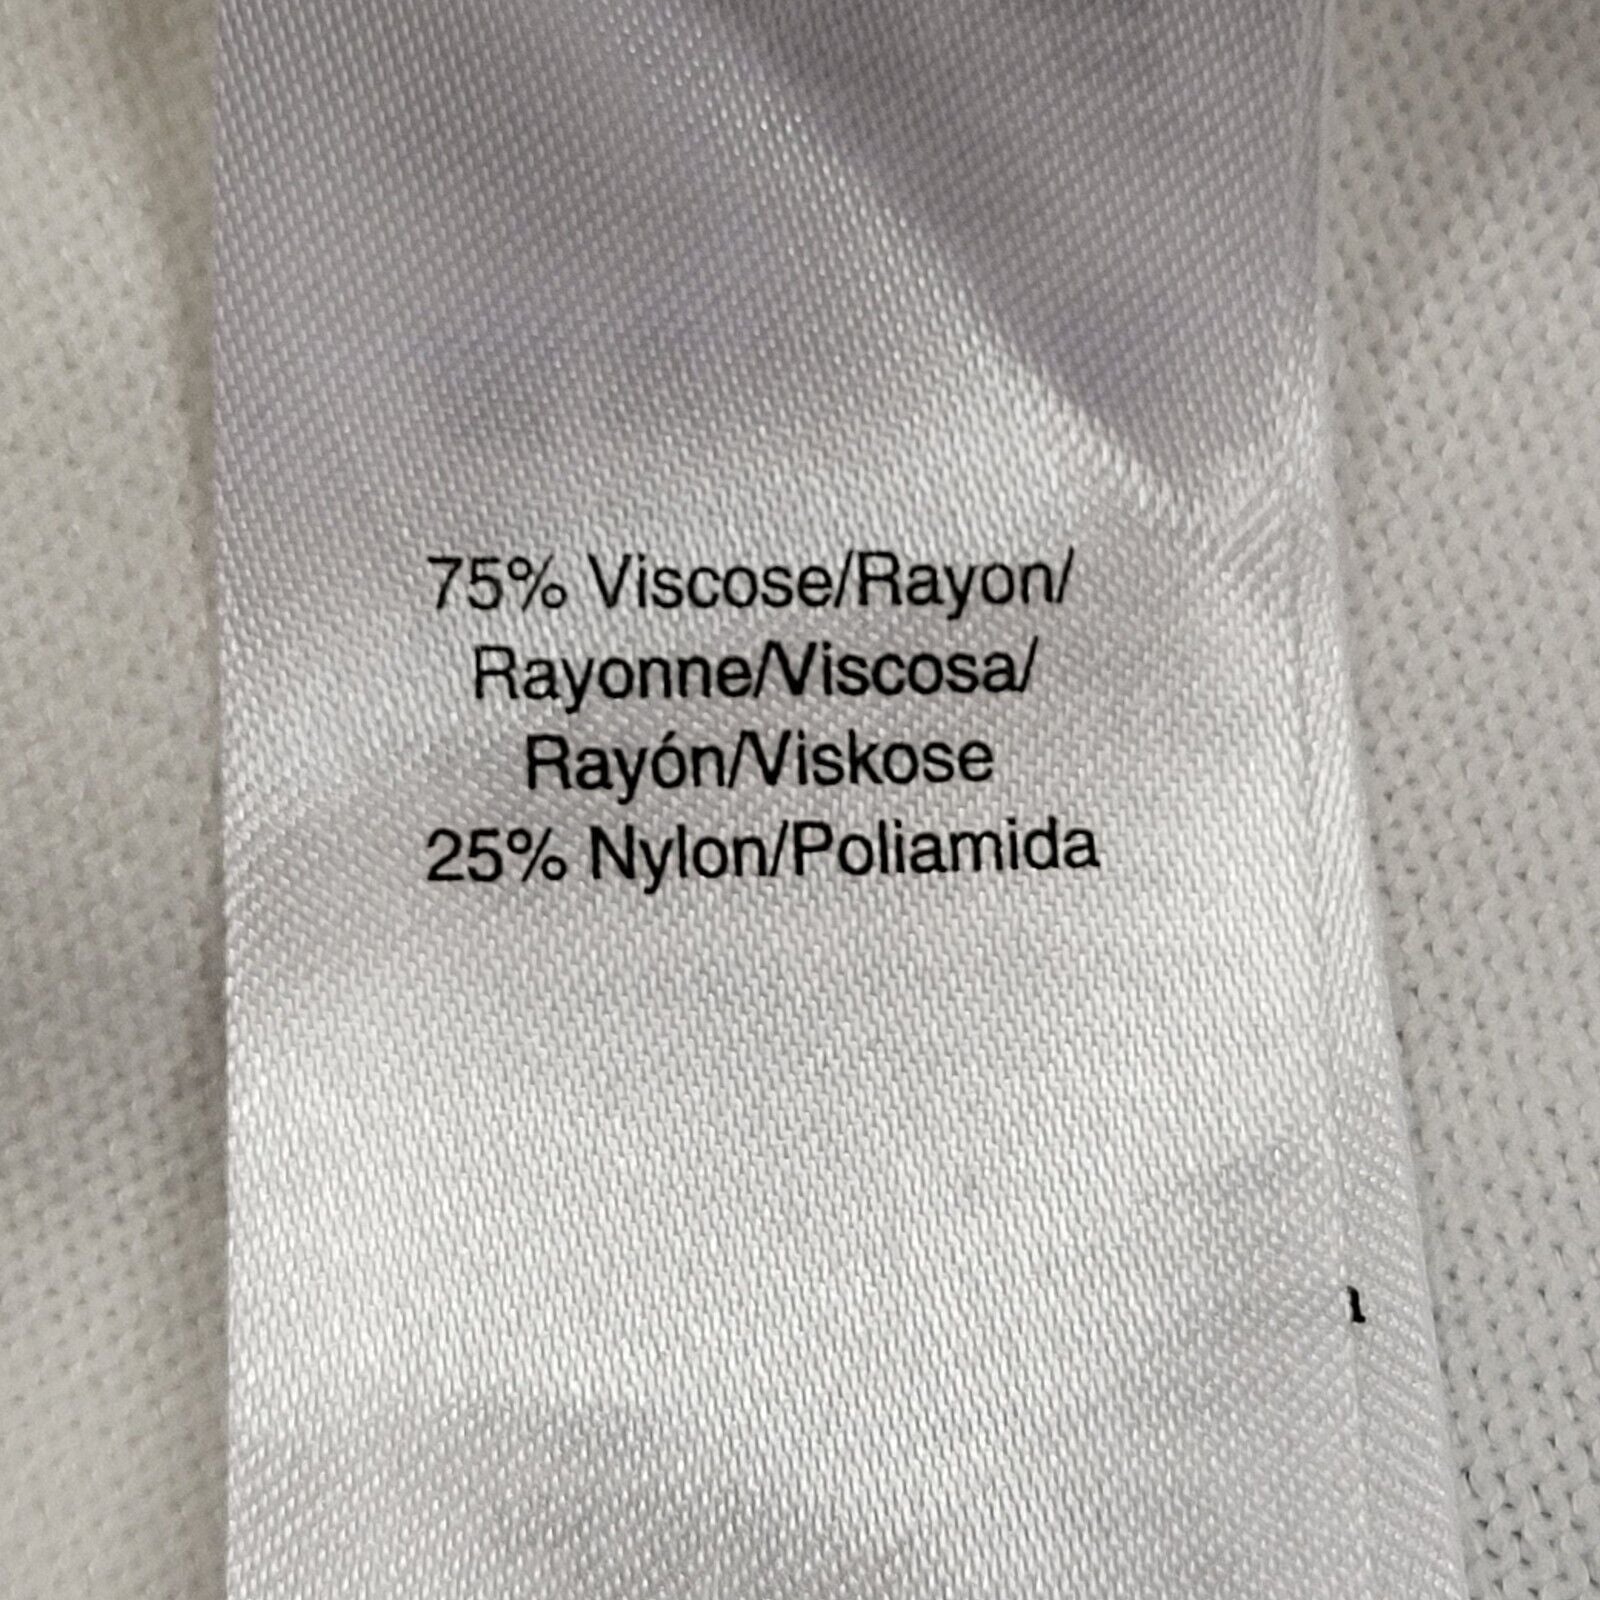 75% Viscose/Rayon/
Rayonne/Viscosa/
Rayón/Viskose
25% Nylon/Poliamida